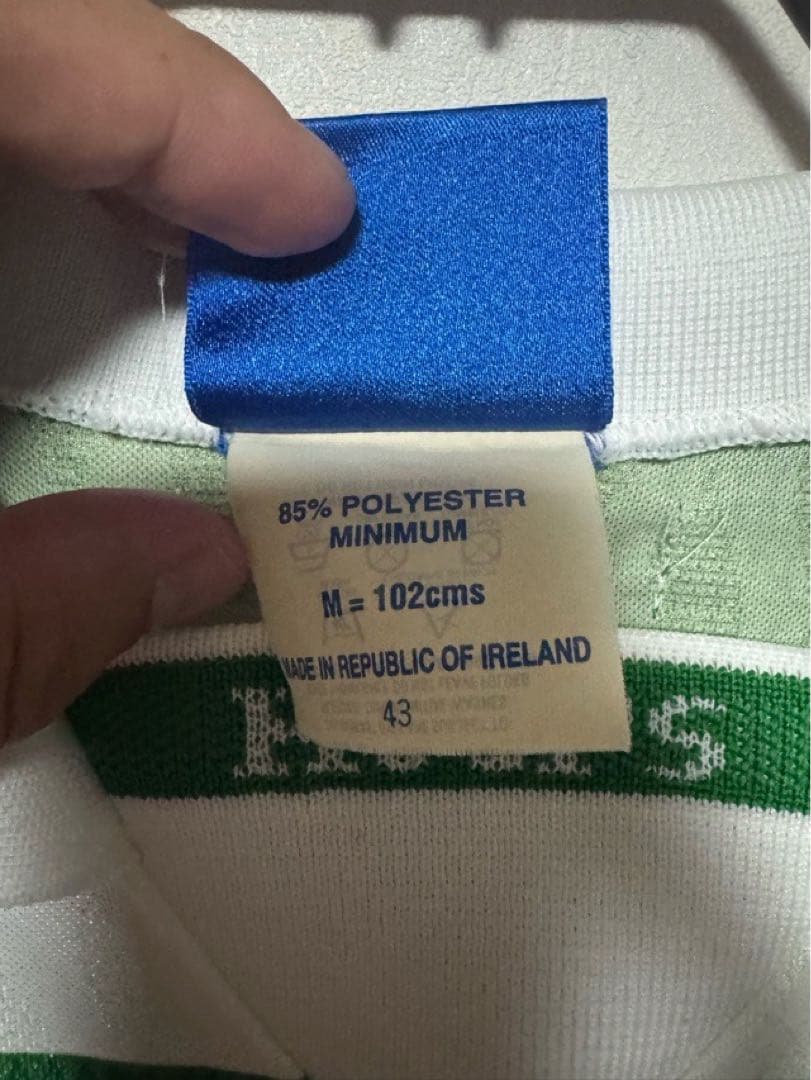 85% POLYESTER
MINIMUM
M = 102cms
MADE IN REPUBLIC OF IRELAND
43